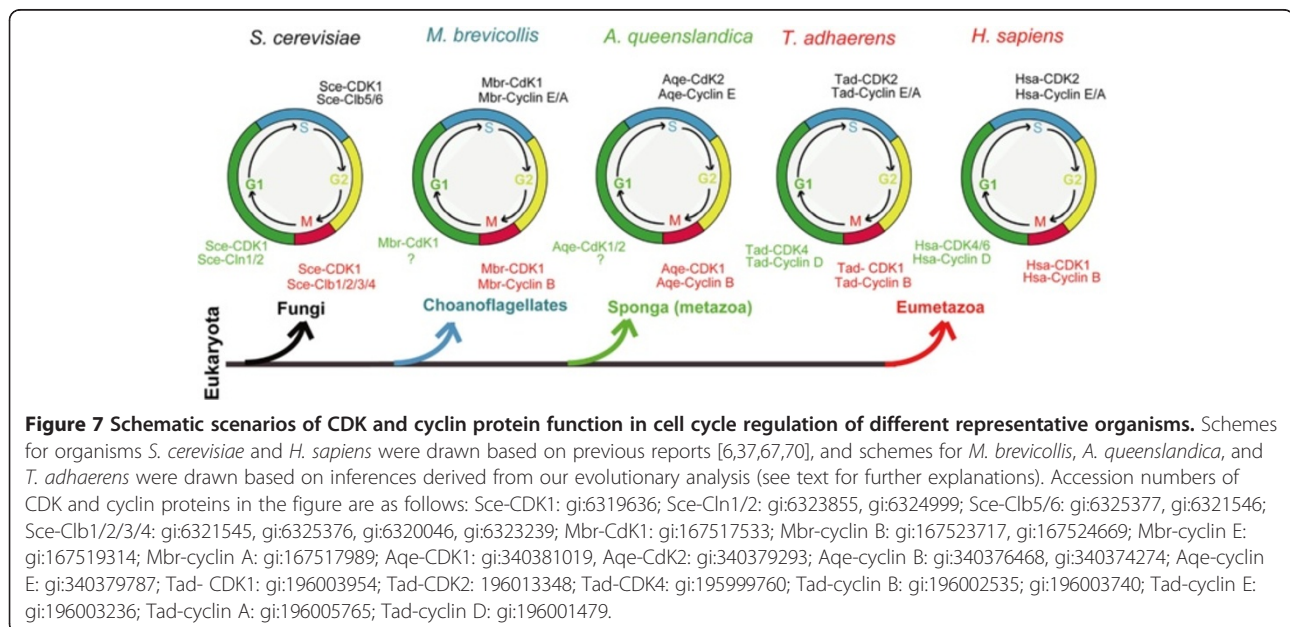 S. cerevisiae
M. brevicollis
A. queenslandica
T. adhaerens
H. sapiens
Sce-CDK1
Sce-Clb5/6
Mbr-CdK1
Mbr-Cyclin E/A
Aqe-CdK2
Aqe-Cyclin E
Tad-CDK2
Tad-Cyclin E/A
Hsa-CDK2
Hsa-Cyclin E/A
S
G1
G2
M
S
G1
G2
M
S
G1
G2
M
S
G1
G2
M
S
G1
G2
M
Sce-CDK1
Sce-Cln1/2
Sce-CDK1
Sce-Clb1/2/3/4
Mbr-CdK1
?
Mbr-CDK1
Mbr-Cyclin B
Aqe-CdK1/2
?
Aqe-CDK1
Aqe-Cyclin B
Tad-CDK4
Tad-Cyclin D
Tad- CDK1
Tad-Cyclin B
Hsa-CDK4/6
Hsa-Cyclin D
Hsa-CDK1
Hsa-Cyclin B
Fungi
Choanoflagellates
Sponga (metazoa)
Eumetazoa
Eukaryota
Figure 7 Schematic scenarios of CDK and cyclin protein function in cell cycle regulation of different representative organisms. Schemes
for organisms S. cerevisiae and H. sapiens were drawn based on previous reports [6,37,67,70], and schemes for M. brevicollis, A. queenslandica, and
T. adhaerens were drawn based on inferences derived from our evolutionary analysis (see text for further explanations). Accession numbers of
CDK and cyclin proteins in the figure are as follows: Sce-CDK1: gi:6319636; Sce-Cln1/2: gi:6323855, gi:6324999; Sce-Clb5/6: gi:6325377, gi:6321546;
Sce-Clb1/2/3/4: gi:6321545, gi:6325376, gi:6320046, gi:6323239; Mbr-CdK1: gi:167517533; Mbr-cyclin B: gi:167523717, gi:167524669; Mbr-cyclin E:
gi:167519314; Mbr-cyclin A: gi:167517989; Aqe-CDK1: gi:340381019, Aqe-CdK2: gi:340379293; Aqe-cyclin B: gi:340376468, gi:340374274; Aqe-cyclin
E: gi:340379787; Tad- CDK1: gi:196003954; Tad-CDK2: 196013348; Tad-CDK4: gi:195999760; Tad-cyclin B: gi:196002535; gi:196003740; Tad-cyclin E:
gi:196003236; Tad-cyclin A: gi:196005765; Tad-cyclin D: gi:196001479.